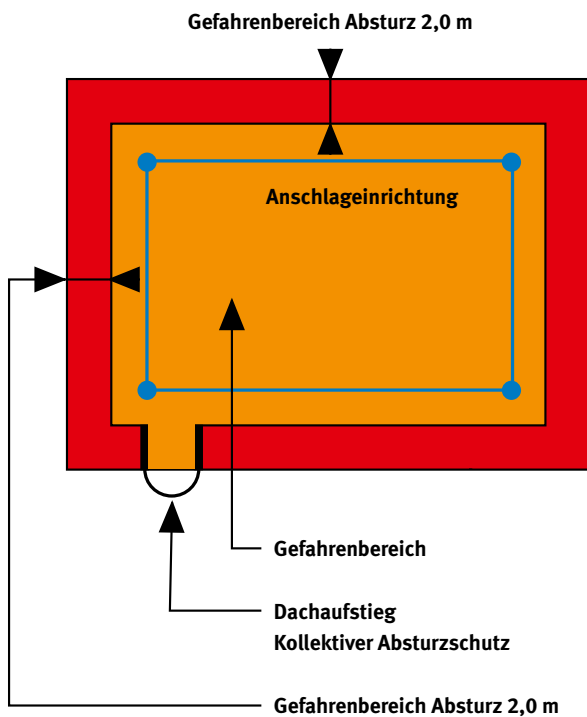 Gefahrenbereich Absturz 2,0 m
Anschlageinrichtung
Gefahrenbereich
Dachaufstieg
Kollektiver Absturzschutz
Gefahrenbereich Absturz 2,0 m